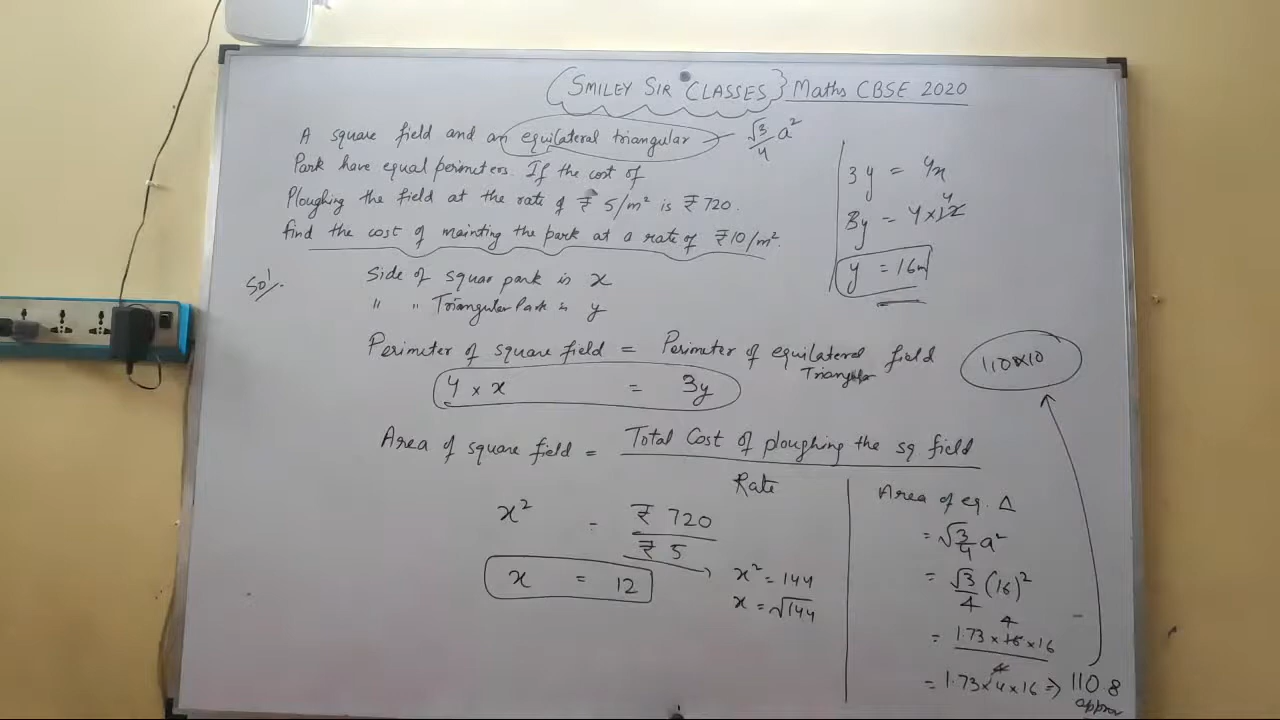 (SMILEY SIR CLASSES) Maths CBSE 2020
A square field and an equilateral triangular — √3/4 a²
Park have equal perimeters. If the cost of
Ploughing the field at the rate of ₹ 5/m² is ₹ 720.
find the cost of mainting the park at a rate of ₹10/m².
3y = 4x
3y = 4×12 4
y = 16m
Sol.
Side of squar park is x
" " Triangular Park is y
Perimeter of square field = Perimeter of equilateral field
Triangular
4 × x = 3y
110×10
Area of square field = Total Cost of ploughing the sq field
Rate
x² = ₹ 720
₹ 5
x = 12
x² = 144
x = √144
Area of eq. Δ
= √3/4 a²
= √3/4 (16)²
= 1.73 × 16 × 16
4
4
= 1.73×4×16 ⇒ 110.8
approx